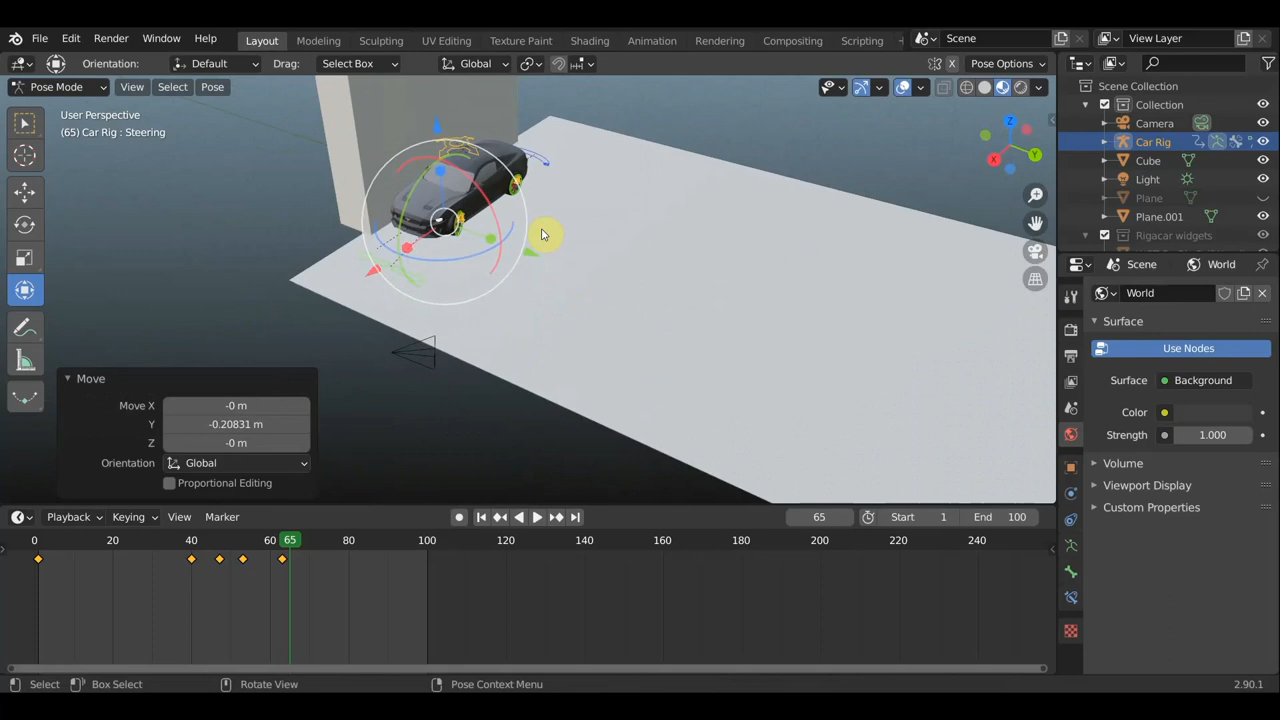 File Edit Render Window Help Layout Modeling Sculpting UV Editing Texture Paint Shading Animation Rendering Compositing Scripting Scene View Layer
Orientation: Default Drag: Select Box Global X Pose Options
Pose Mode View Select Pose
User Perspective
(65) Car Rig : Steering
Z
X
Y
Scene Collection
Collection
Camera
Car Rig
Cube
Light
Plane
Plane.001
Rigacar widgets
Scene World
World
Surface
Use Nodes
Surface Background
Color
Strength 1.000
Volume
Viewport Display
Custom Properties
Move
Move X -0 m
Y -0.20831 m
Z -0 m
Orientation Global
Proportional Editing
Playback Keying View Marker 65 Start 1 End 100
0 20 40 60 65 80 100 120 140 160 180 200 220 240
Select Box Select Rotate View Pose Context Menu 2.90.1